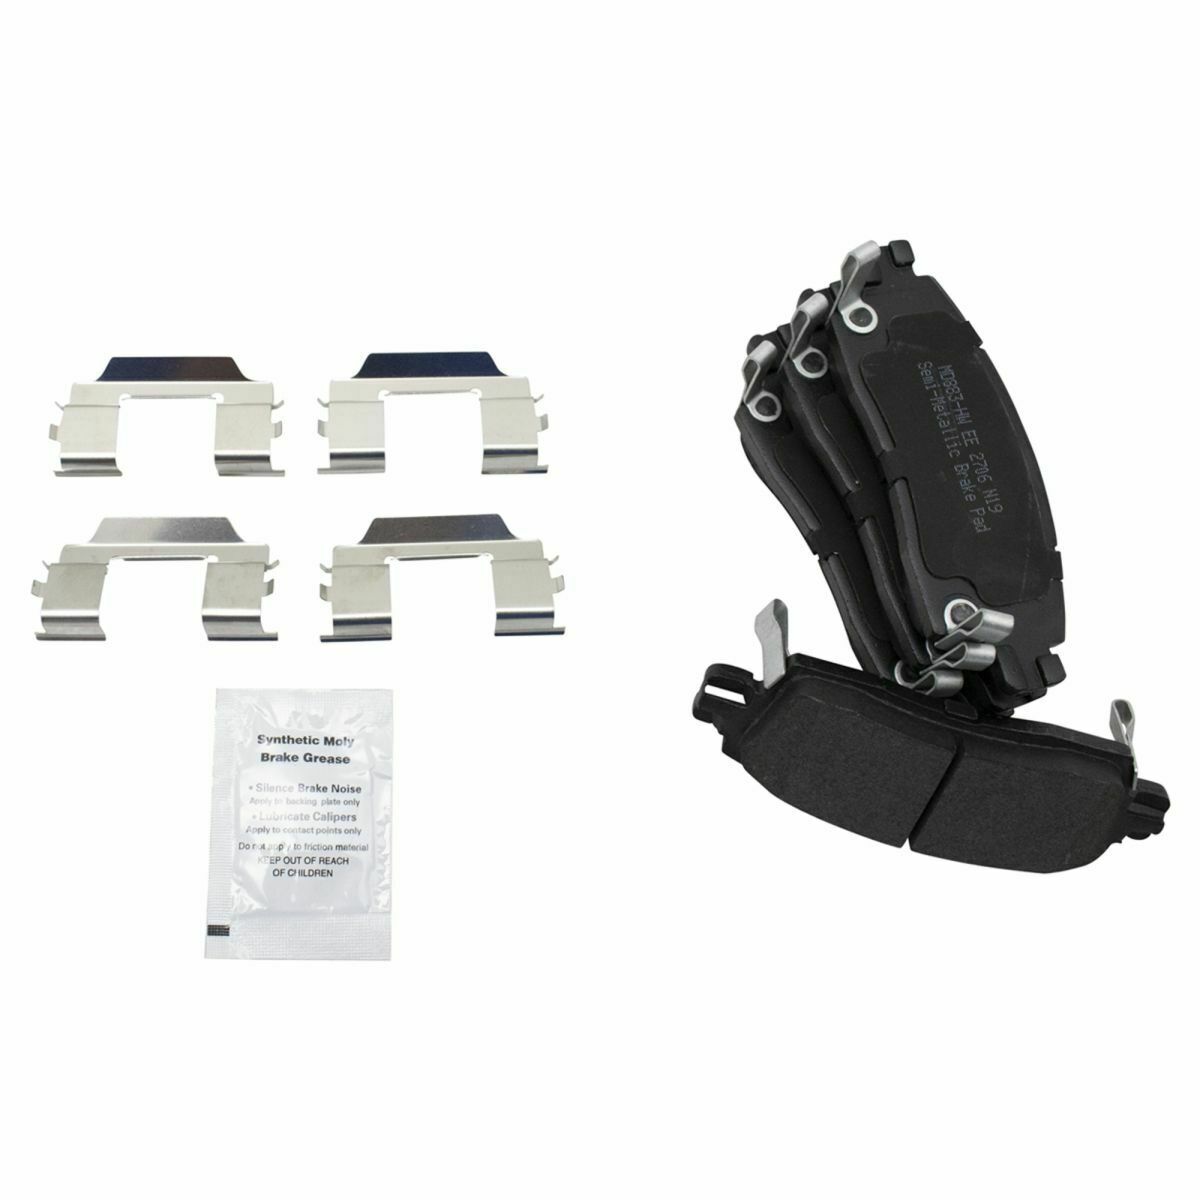 MD883-HW EE 2706 N19
Semi-Metallic Brake Pad
Synthetic Moly
Brake Grease
• Silence Brake Noise
Apply to backing plate only
• Lubricate Calipers
Apply to contact points only
Do not apply to friction material
KEEP OUT OF REACH
OF CHILDREN